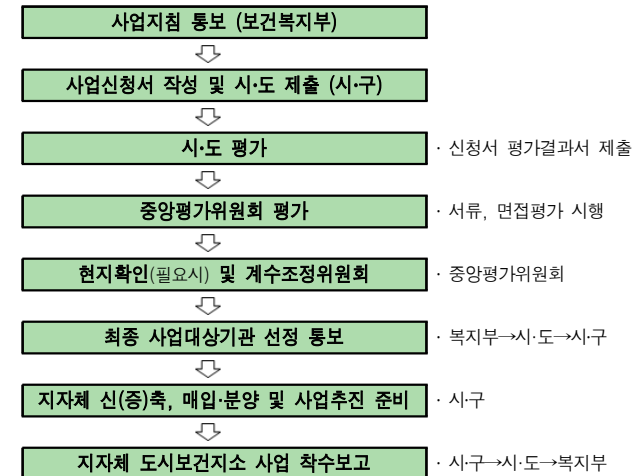 사업지침 통보 (보건복지부)
사업신청서 작성 및 시·도 제출 (시·구)
시·도 평가 · 신청서 평가결과서 제출
중앙평가위원회 평가 · 서류, 면접평가 시행
현지확인(필요시) 및 계수조정위원회 · 중앙평가위원회
최종 사업대상기관 선정 통보 · 복지부→시·도→시·구
지자체 신(증)축, 매입·분양 및 사업추진 준비 · 시·구
지자체 도시보건지소 사업 착수보고 · 시·구→시·도→복지부